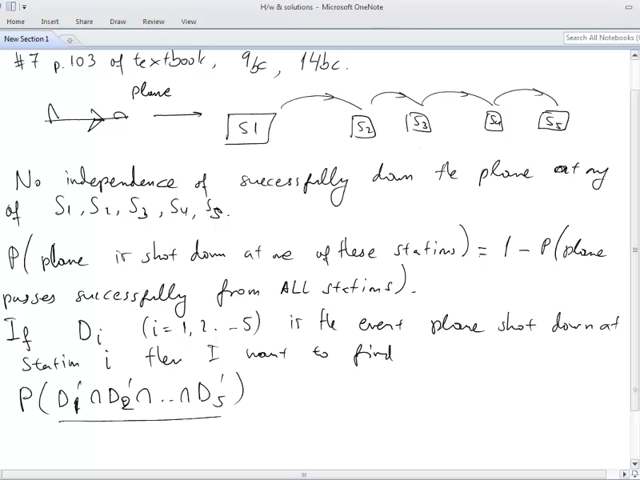 H/w & solutions - Microsoft OneNote
Home Insert Share Draw Review View
New Section 1 Search All Notebooks (
#7 p.103 of textbook, 9bc, 14bc.
plane
S1 S2 S3 S4 S5
No independence of successfully down the plane at any
of S1, S2, S3, S4, S5.
P( plane is shot down at one of these stations) = 1 - P(plane
passes successfully from ALL stations).
If Di (i=1, 2. .. 5) is the event plane shot down at
station i then I want to find
P( D1' ∩ D2' ∩ .. ∩ D5' )